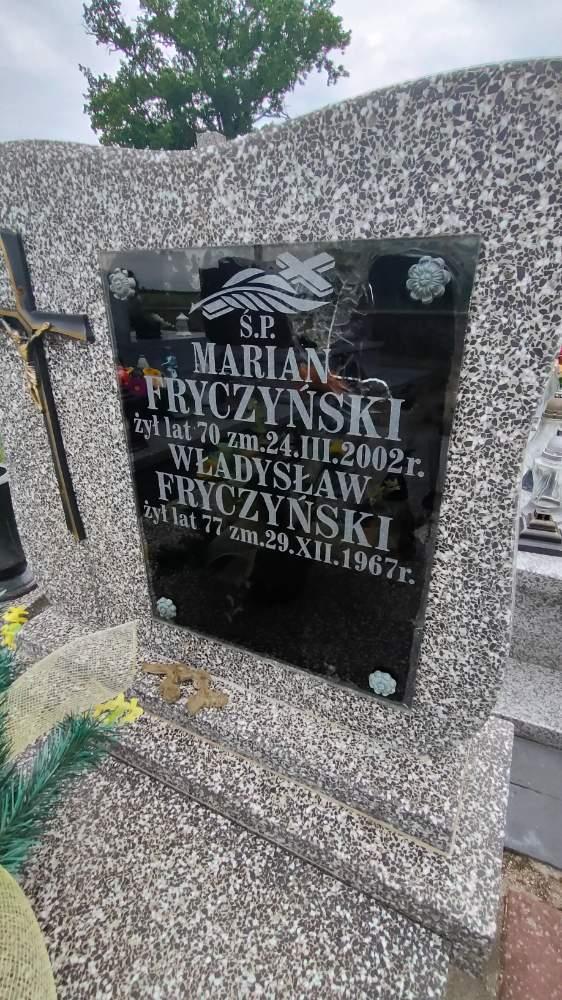 Ś.P.
MARIAN
FRYCZYŃSKI
żył lat 70 zm.24.III.2002r.
WŁADYSŁAW
FRYCZYŃSKI
żył lat 77 zm.29.XII.1967r.